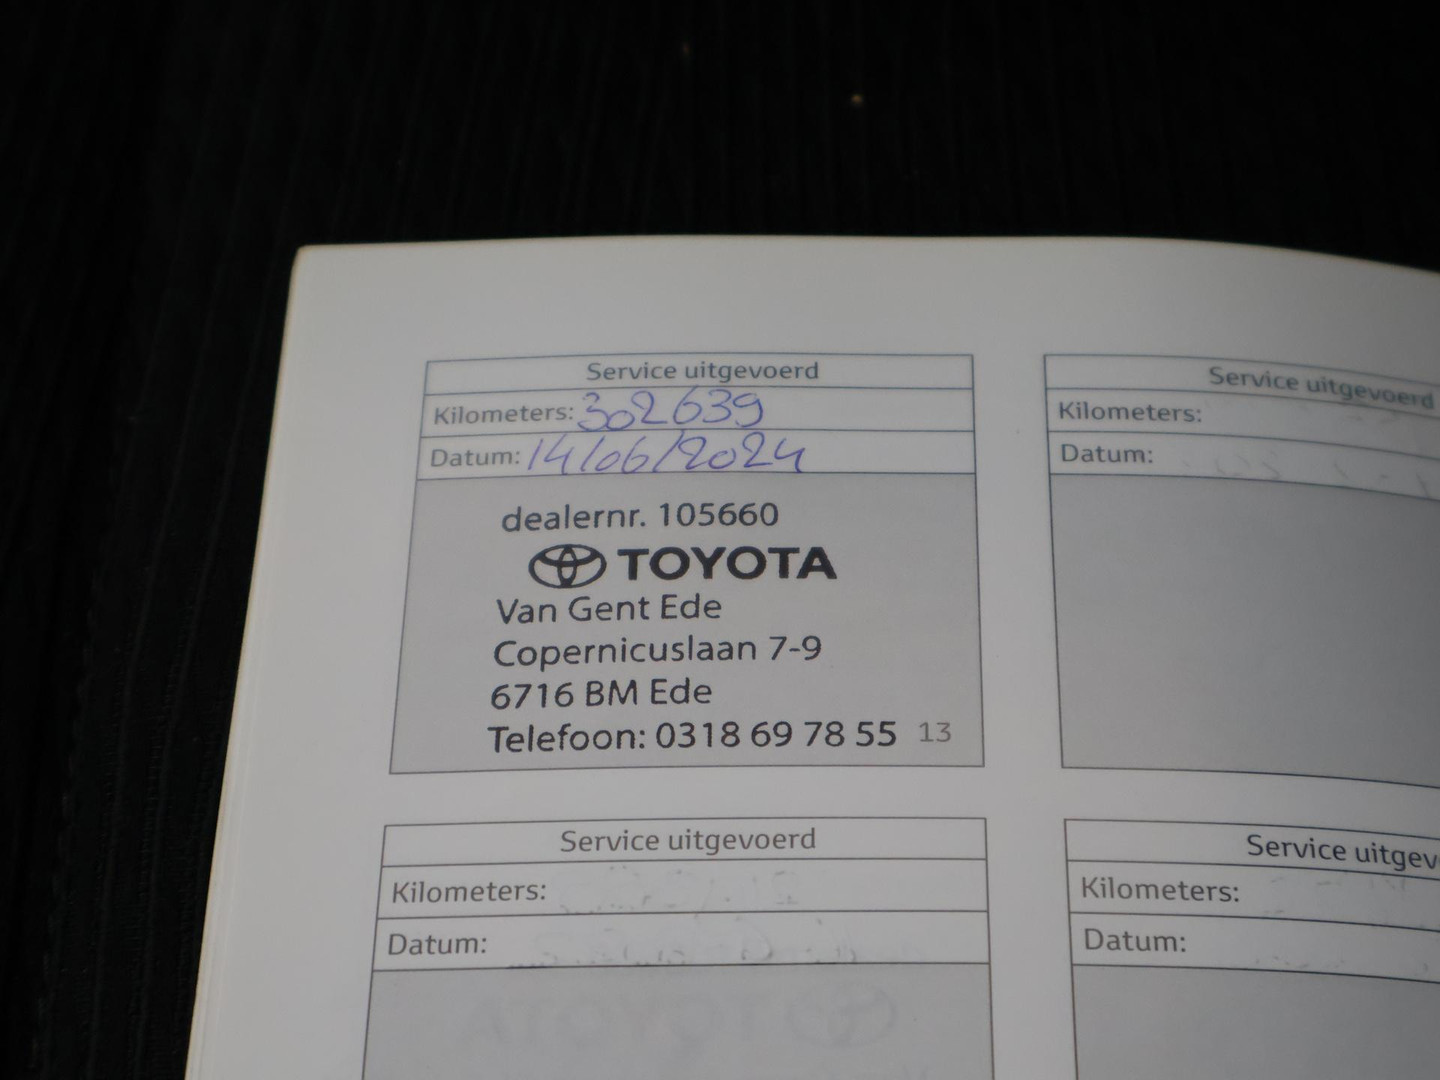 Service uitgevoerd
Kilometers: 302639
Datum: 14/06/2024
dealernr. 105660
TOYOTA
Van Gent Ede
Copernicuslaan 7-9
6716 BM Ede
Telefoon: 0318 69 78 55 13
Service uitgevoerd
Kilometers:
Datum:
Service uitgevoerd
Kilometers:
Datum:
Service uitgev
Kilometers:
Datum: